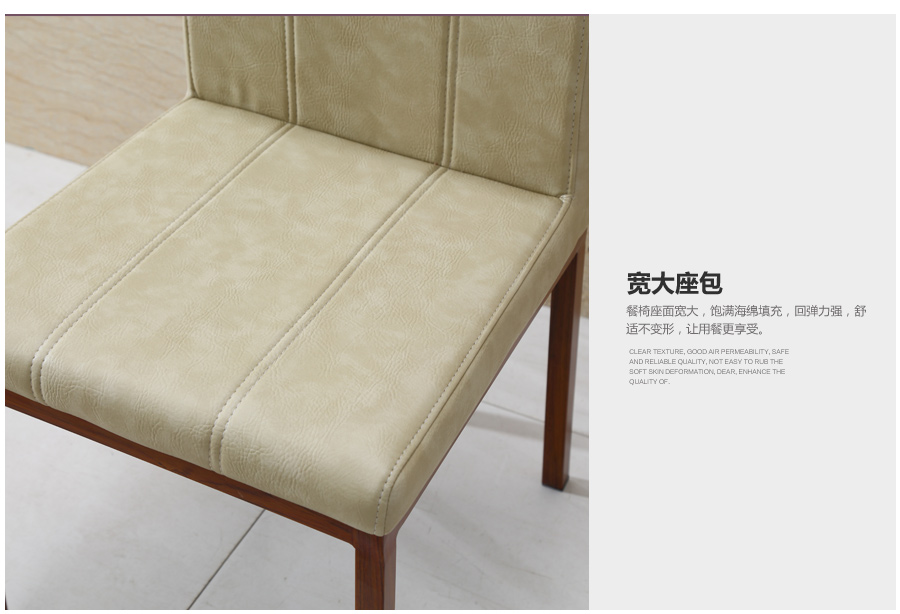 宽大座包
餐椅座面宽大，饱满海绵填充，回弹力强，舒
适不变形，让用餐更享受。
CLEAR TEXTURE, GOOD AIR PERMEABILITY, SAFE
AND RELIABLE QUALITY, NOT EASY TO RUB THE
SOFT SKIN DEFORMATION, DEAR, ENHANCE THE
QUALITY OF.